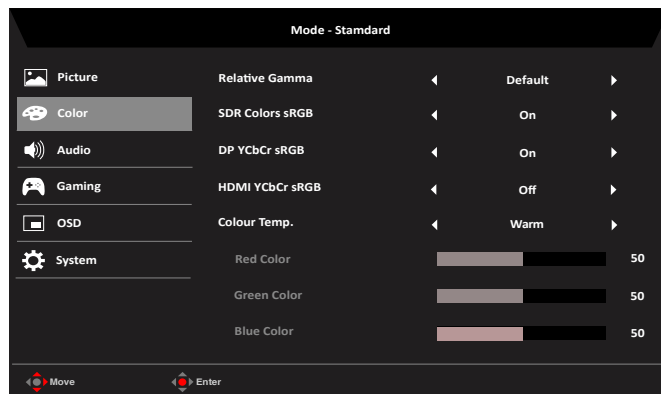 Mode - Stamdard
Picture
Color
Audio
Gaming
OSD
System
Relative Gamma Default
SDR Colors sRGB On
DP YCbCr sRGB On
HDMI YCbCr sRGB Off
Colour Temp. Warm
Red Color 50
Green Color 50
Blue Color 50
Move Enter